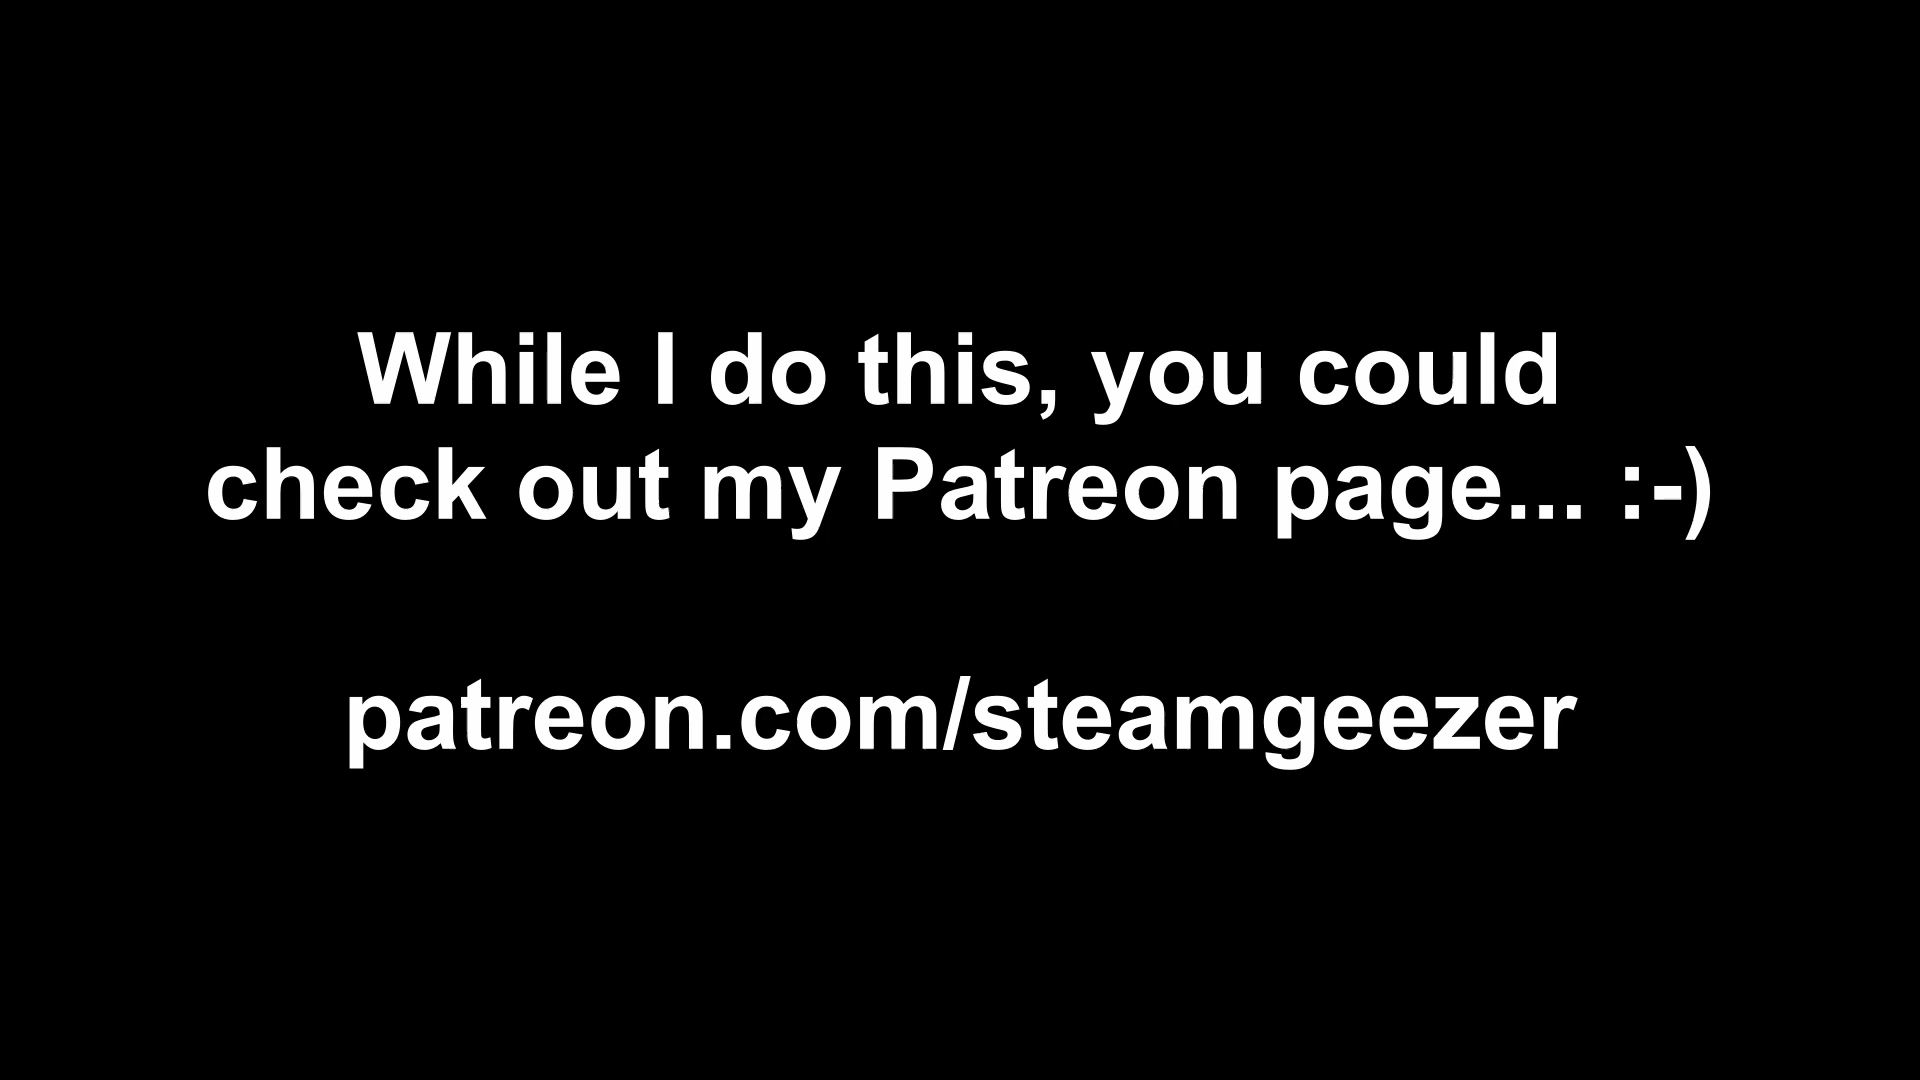 While I do this, you could
check out my Patreon page... :-)
patreon.com/steamgeezer